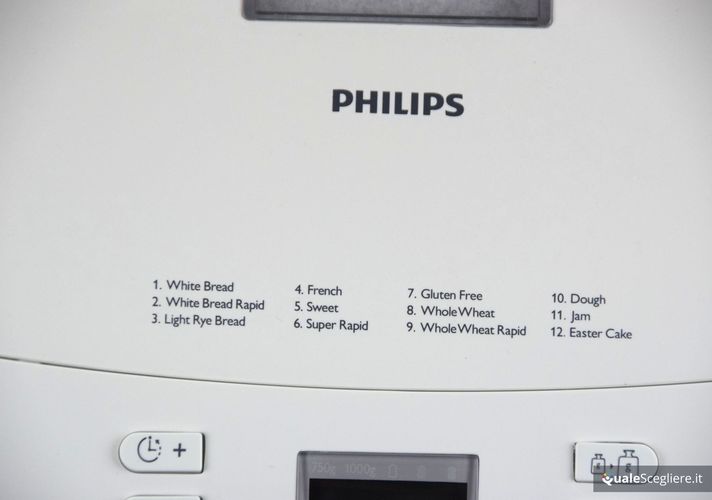 PHILIPS
1. White Bread
2. White Bread Rapid
3. Light Rye Bread
4. French
5. Sweet
6. Super Rapid
7. Gluten Free
8. Whole Wheat
9. Whole Wheat Rapid
10. Dough
11. Jam
12. Easter Cake
+
750g 1000g
QualeScegliere.it